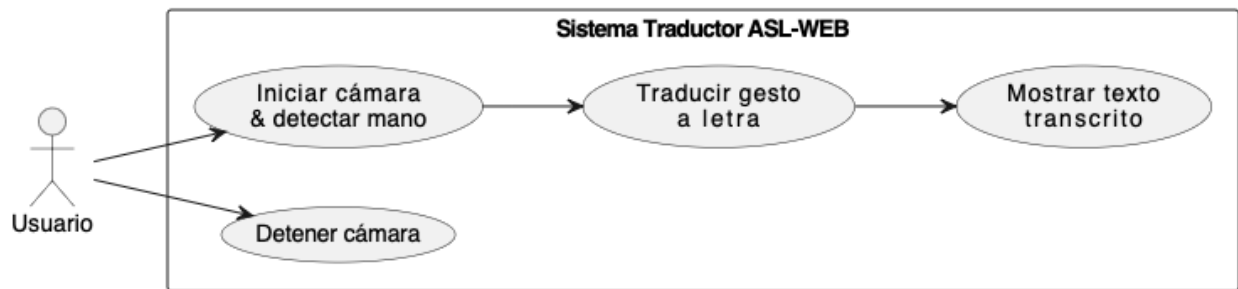 Sistema Traductor ASL-WEB
Iniciar cámara
& detectar mano
Traducir gesto
a letra
Mostrar texto
transcrito
Usuario
Detener cámara